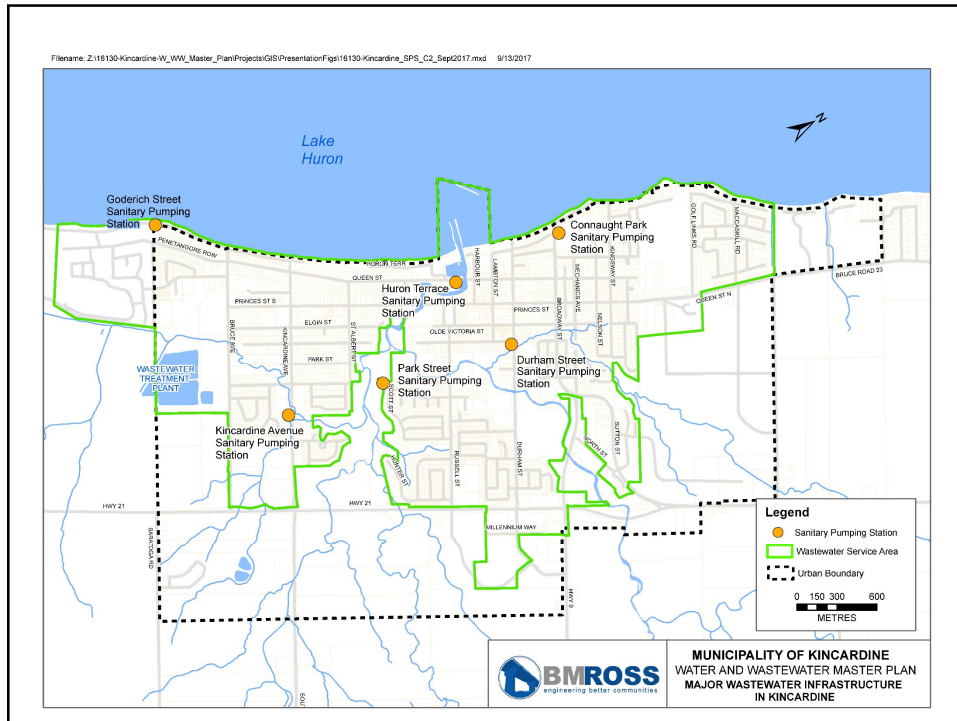 Filename: Z:\16130-Kincardine-W_WW_Master_Plan\Projects\GIS\PresentationFigs\16130-Kincardine_SPS_C2_Sept2017.mxd 9/13/2017
Lake
Huron
N
Goderich Street
Sanitary Pumping
Station
PENETANGORE ROW
HURON TERR
QUEEN ST
Huron Terrace
Sanitary Pumping
Station
HARBOUR ST
LAMBTON ST
Connaught Park
Sanitary Pumping
Station
MECHANICS AVE
KINGSWAY ST
GOLF LINKS RD
MACCASKILL RD
BRUCE ROAD 23
QUEEN ST N
PRINCES ST S
PRINCES ST
BROADWAY ST
NELSON ST
ELGIN ST
OLDE VICTORIA ST
BRUCE AVE
KINCARDINE AVE
ST ALBERT ST
PARK ST
WASTEWATER
TREATMENT
PLANT
Park Street
Sanitary Pumping
Station
Durham Street
Sanitary Pumping
Station
SCOTT ST
Kincardine Avenue
Sanitary Pumping
Station
HUNTER ST
RUSSELL ST
DURHAM ST
NORTH ST
SUTTON ST
HWY 21
HWY 21
MILLENNIUM WAY
SARATOGA RD
HWY 9
Legend
Sanitary Pumping Station
Wastewater Service Area
Urban Boundary
0 150 300 600
METRES
BMROSS
engineering better communities
MUNICIPALITY OF KINCARDINE
WATER AND WASTEWATER MASTER PLAN
MAJOR WASTEWATER INFRASTRUCTURE
IN KINCARDINE